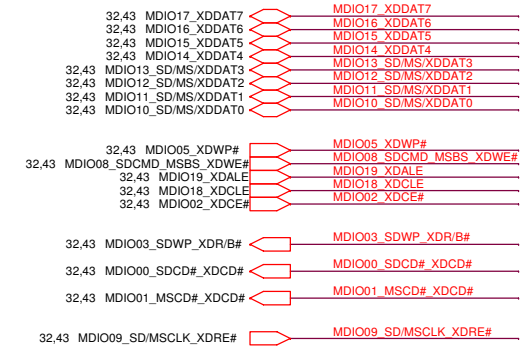 32,43 MDIO17_XDDAT7 MDIO17_XDDAT7
32,43 MDIO16_XDDAT6 MDIO16_XDDAT6
32,43 MDIO15_XDDAT5 MDIO15_XDDAT5
32,43 MDIO14_XDDAT4 MDIO14_XDDAT4
32,43 MDIO13_SD/MS/XDDAT3 MDIO13_SD/MS/XDDAT3
32,43 MDIO12_SD/MS/XDDAT2 MDIO12_SD/MS/XDDAT2
32,43 MDIO11_SD/MS/XDDAT1 MDIO11_SD/MS/XDDAT1
32,43 MDIO10_SD/MS/XDDAT0 MDIO10_SD/MS/XDDAT0
32,43 MDIO05_XDWP# MDIO05_XDWP#
32,43 MDIO08_SDCMD_MSBS_XDWE# MDIO08_SDCMD_MSBS_XDWE#
32,43 MDIO19_XDALE MDIO19_XDALE
32,43 MDIO18_XDCLE MDIO18_XDCLE
32,43 MDIO02_XDCE# MDIO02_XDCE#
32,43 MDIO03_SDWP_XDR/B# MDIO03_SDWP_XDR/B#
32,43 MDIO00_SDCD#_XDCD# MDIO00_SDCD#_XDCD#
32,43 MDIO01_MSCD#_XDCD# MDIO01_MSCD#_XDCD#
32,43 MDIO09_SD/MSCLK_XDRE# MDIO09_SD/MSCLK_XDRE#